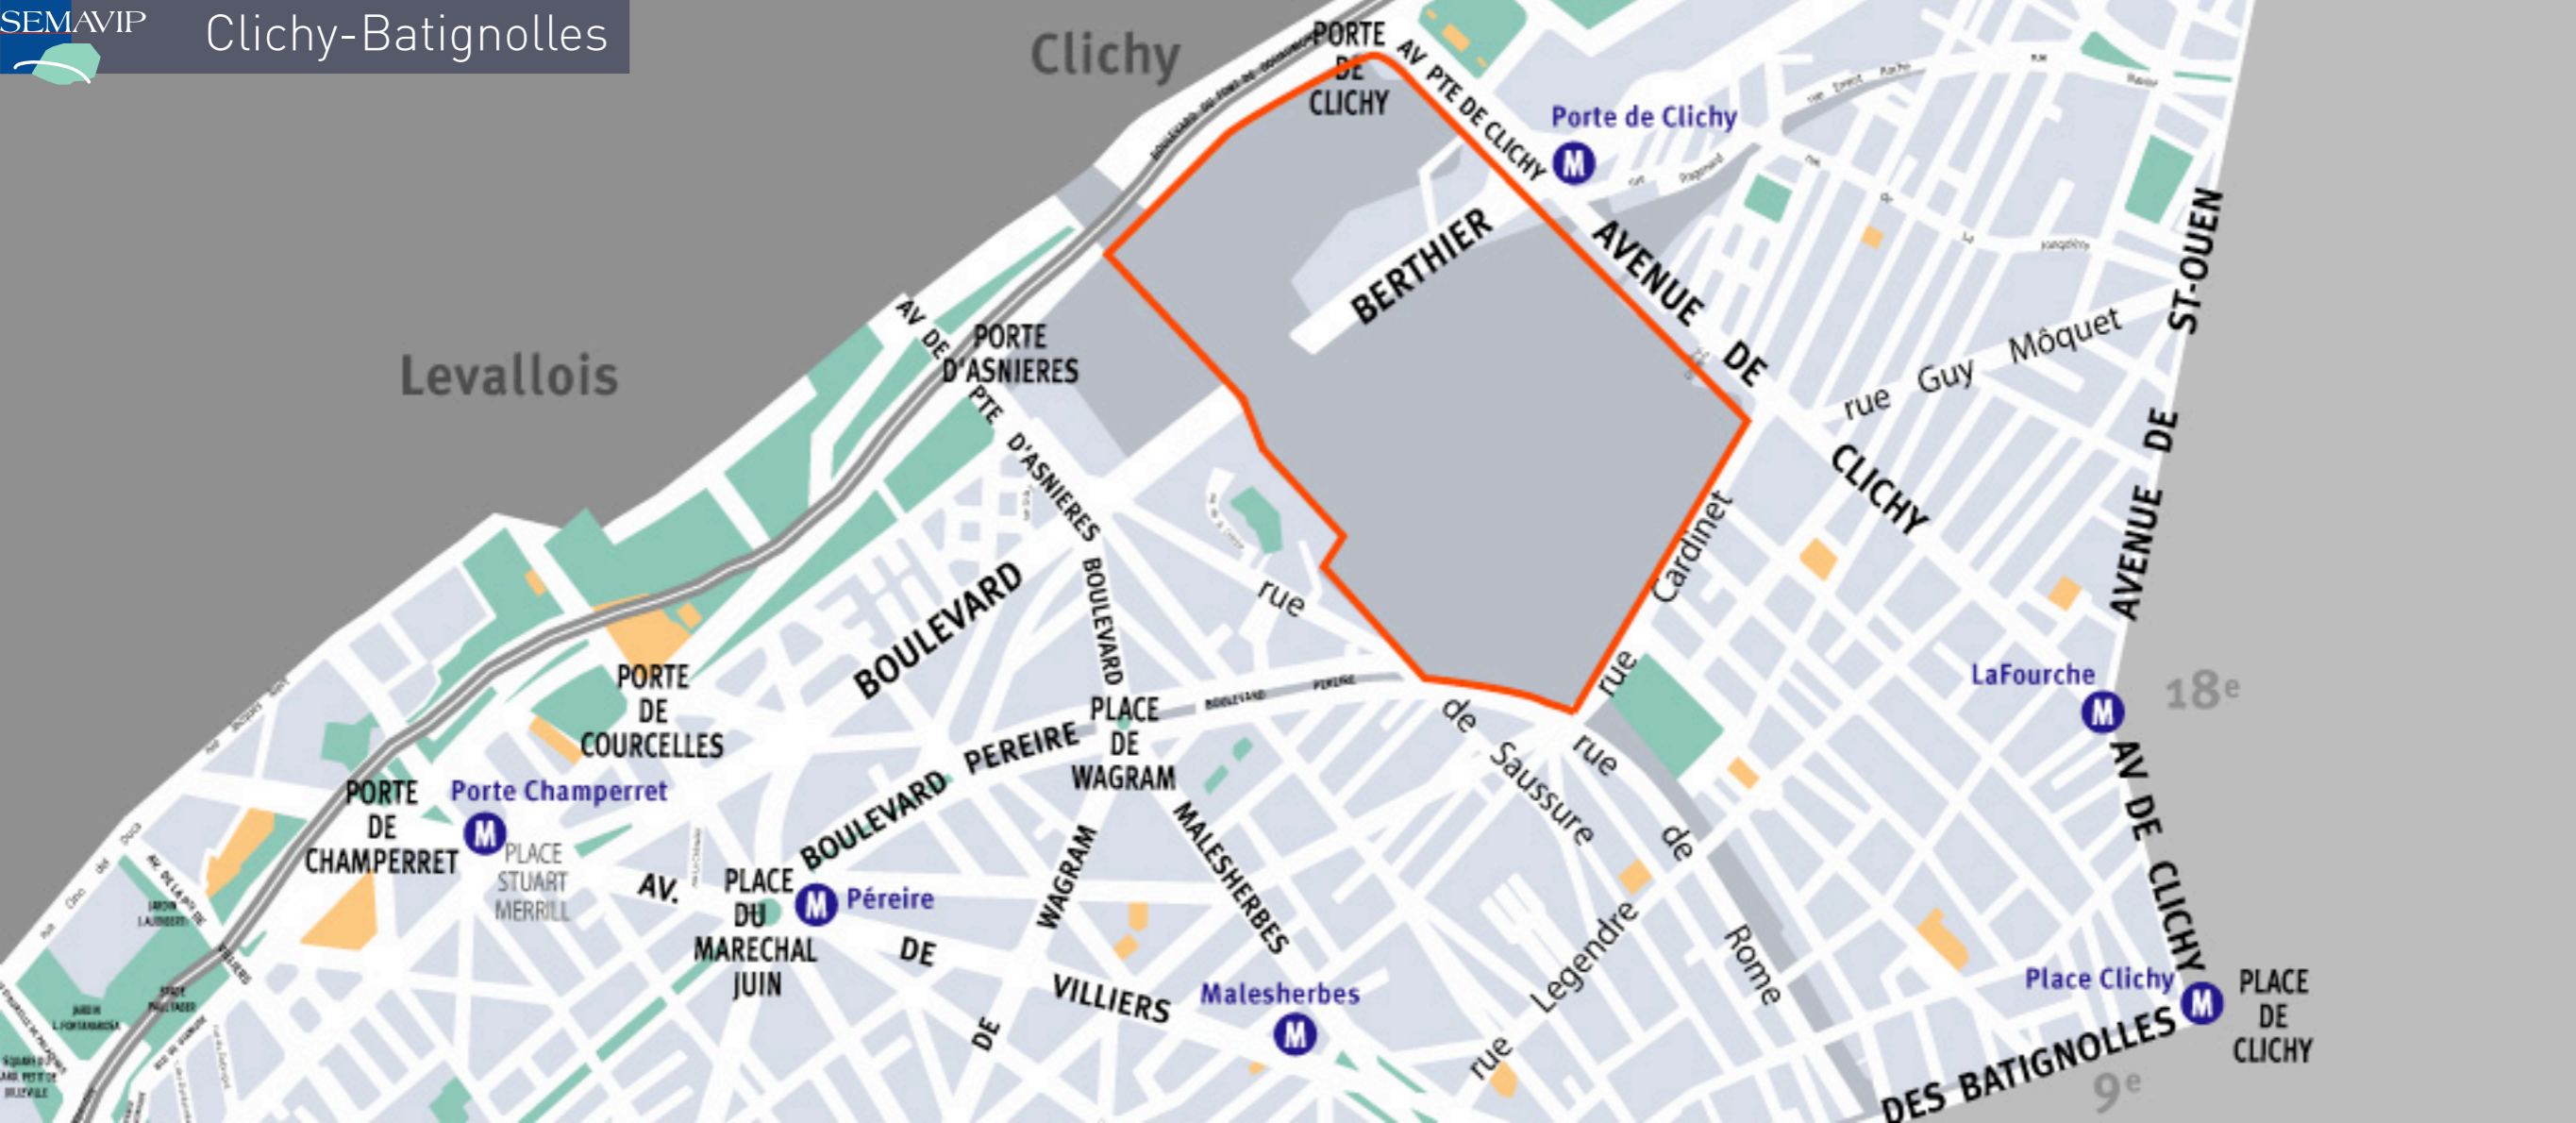 SEMAVIP
Clichy-Batignolles
Clichy
PORTE
DE
CLICHY
AV PTE DE CLICHY
Porte de Clichy
M
BERTHIER
AVENUE DE CLICHY
rue Guy Môquet
AVENUE DE ST-OUEN
Levallois
AV DE PTE D'ASNIERES
PORTE
D'ASNIERES
BOULEVARD
BOULEVARD MALESHERBES
rue de Saussure
rue Cardinet
rue de Rome
rue Legendre
BOULEVARD PEREIRE
BOULEVARD PEREIRE
PLACE
DE
WAGRAM
PORTE
DE
COURCELLES
PORTE
DE
CHAMPERRET
Porte Champerret
M
PLACE
STUART
MERRILL
AV. DE VILLIERS
PLACE
DU
MARECHAL
JUIN
M
Péreire
DE WAGRAM
Malesherbes
M
LaFourche
M
18e
AV DE CLICHY
Place Clichy
M
PLACE
DE
CLICHY
DES BATIGNOLLES
9e